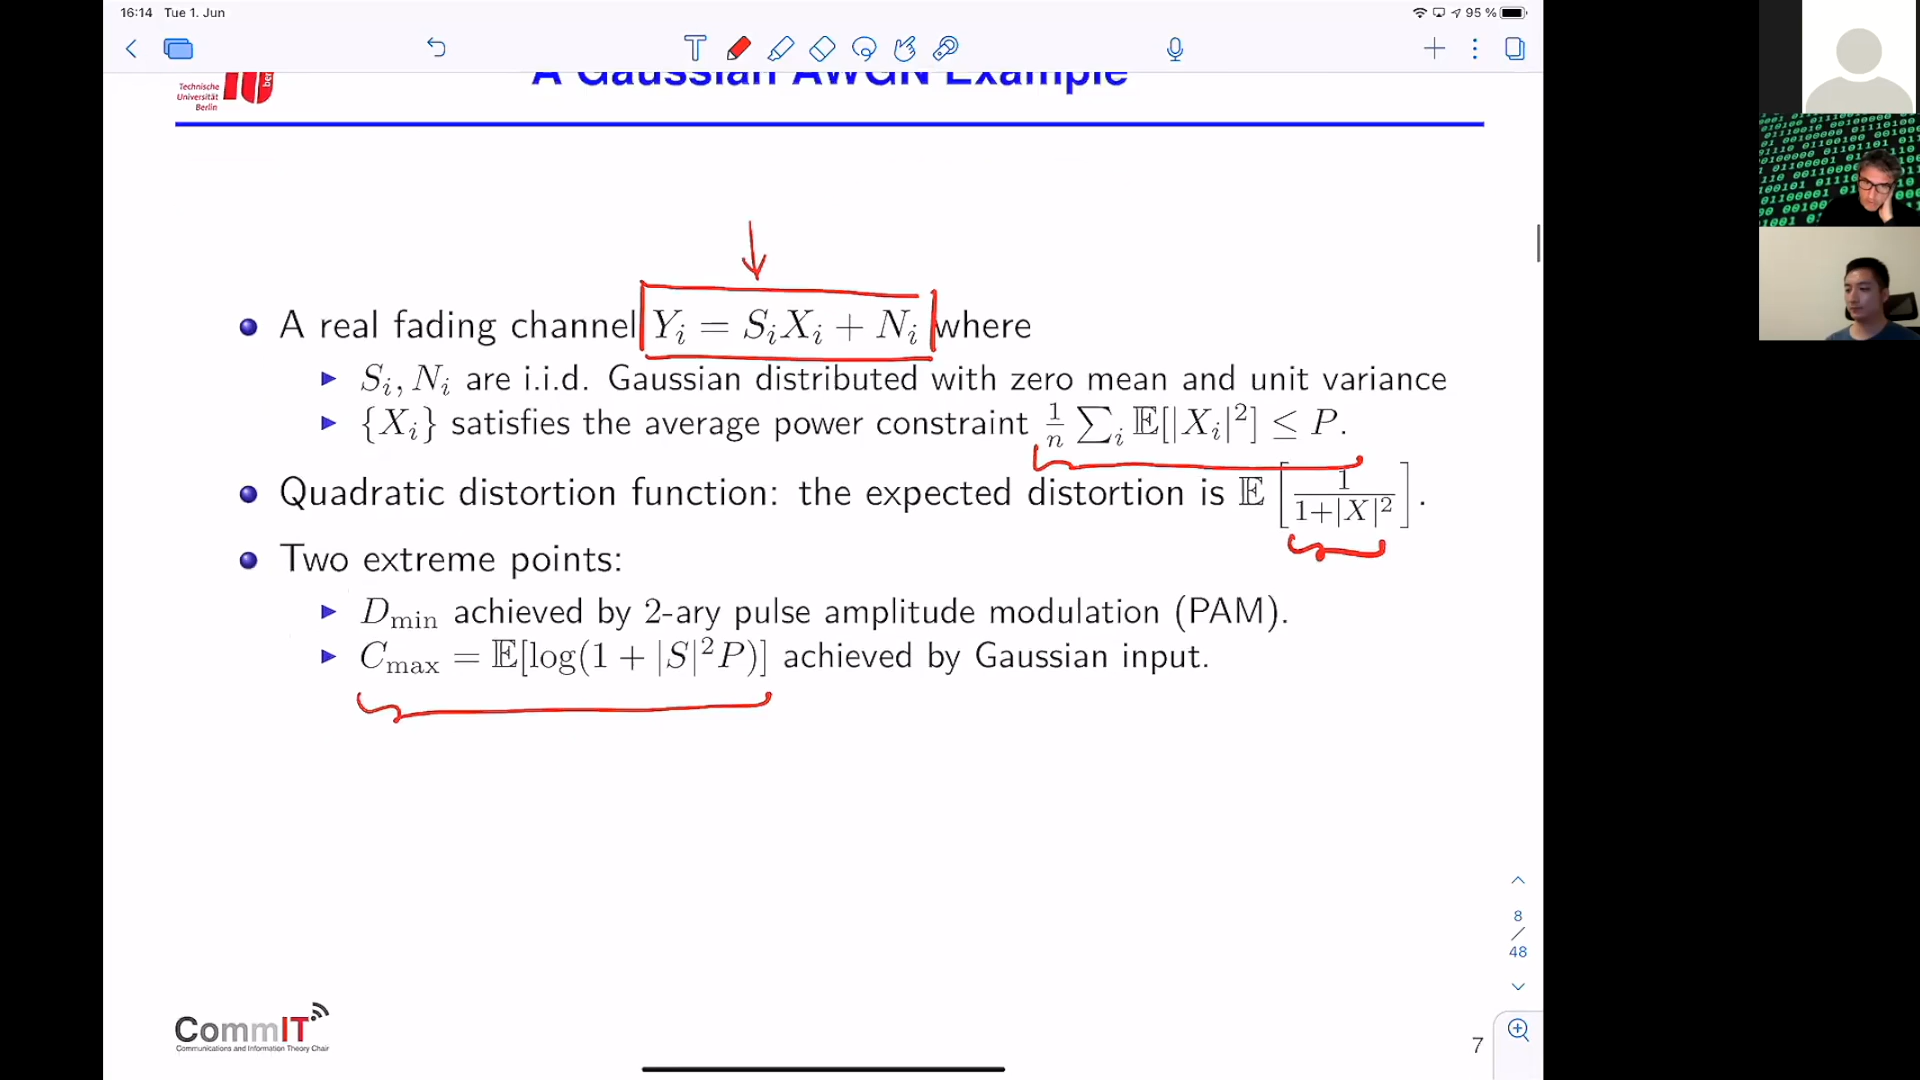 16:14 Tue 1. Jun
95 %
Technische
Universität
Berlin
A Gaussian AWGN Example
A real fading channel Y_i = S_i X_i + N_i where
S_i, N_i are i.i.d. Gaussian distributed with zero mean and unit variance
{X_i} satisfies the average power constraint 1/n ∑_i 𝔼[|X_i|²] ≤ P.
Quadratic distortion function: the expected distortion is 𝔼[1/(1+|X|²)].
Two extreme points:
D_min achieved by 2-ary pulse amplitude modulation (PAM).
C_max = 𝔼[log(1 + |S|²P)] achieved by Gaussian input.
8
/
48
CommIT
Communications and Information Theory Chair
7